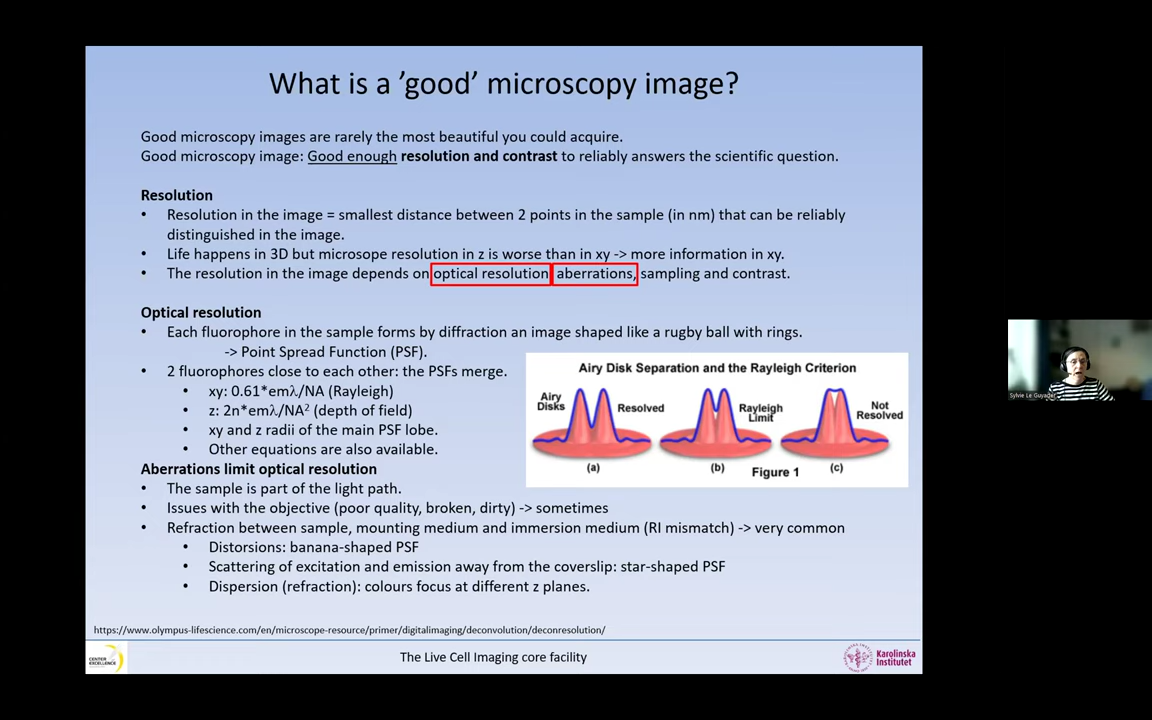 What is a ’good’ microscopy image?
Good microscopy images are rarely the most beautiful you could acquire.
Good microscopy image: Good enough resolution and contrast to reliably answers the scientific question.
Resolution
• Resolution in the image = smallest distance between 2 points in the sample (in nm) that can be reliably
distinguished in the image.
• Life happens in 3D but microsope resolution in z is worse than in xy -> more information in xy.
• The resolution in the image depends on optical resolution, aberrations, sampling and contrast.
Optical resolution
• Each fluorophore in the sample forms by diffraction an image shaped like a rugby ball with rings.
-> Point Spread Function (PSF).
• 2 fluorophores close to each other: the PSFs merge.
• xy: 0.61*emλ/NA (Rayleigh)
• z: 2n*emλ/NA² (depth of field)
• xy and z radii of the main PSF lobe.
• Other equations are also available.
Airy Disk Separation and the Rayleigh Criterion
Airy
Disks
Resolved
Rayleigh
Limit
Not
Resolved
(a)
(b)
(c)
Figure 1
Aberrations limit optical resolution
• The sample is part of the light path.
• Issues with the objective (poor quality, broken, dirty) -> sometimes
• Refraction between sample, mounting medium and immersion medium (RI mismatch) -> very common
• Distorsions: banana-shaped PSF
• Scattering of excitation and emission away from the coverslip: star-shaped PSF
• Dispersion (refraction): colours focus at different z planes.
https://www.olympus-lifescience.com/en/microscope-resource/primer/digitalimaging/deconvolution/deconresolution/
The Live Cell Imaging core facility
Karolinska
Institutet
Sylvie Le Guyader